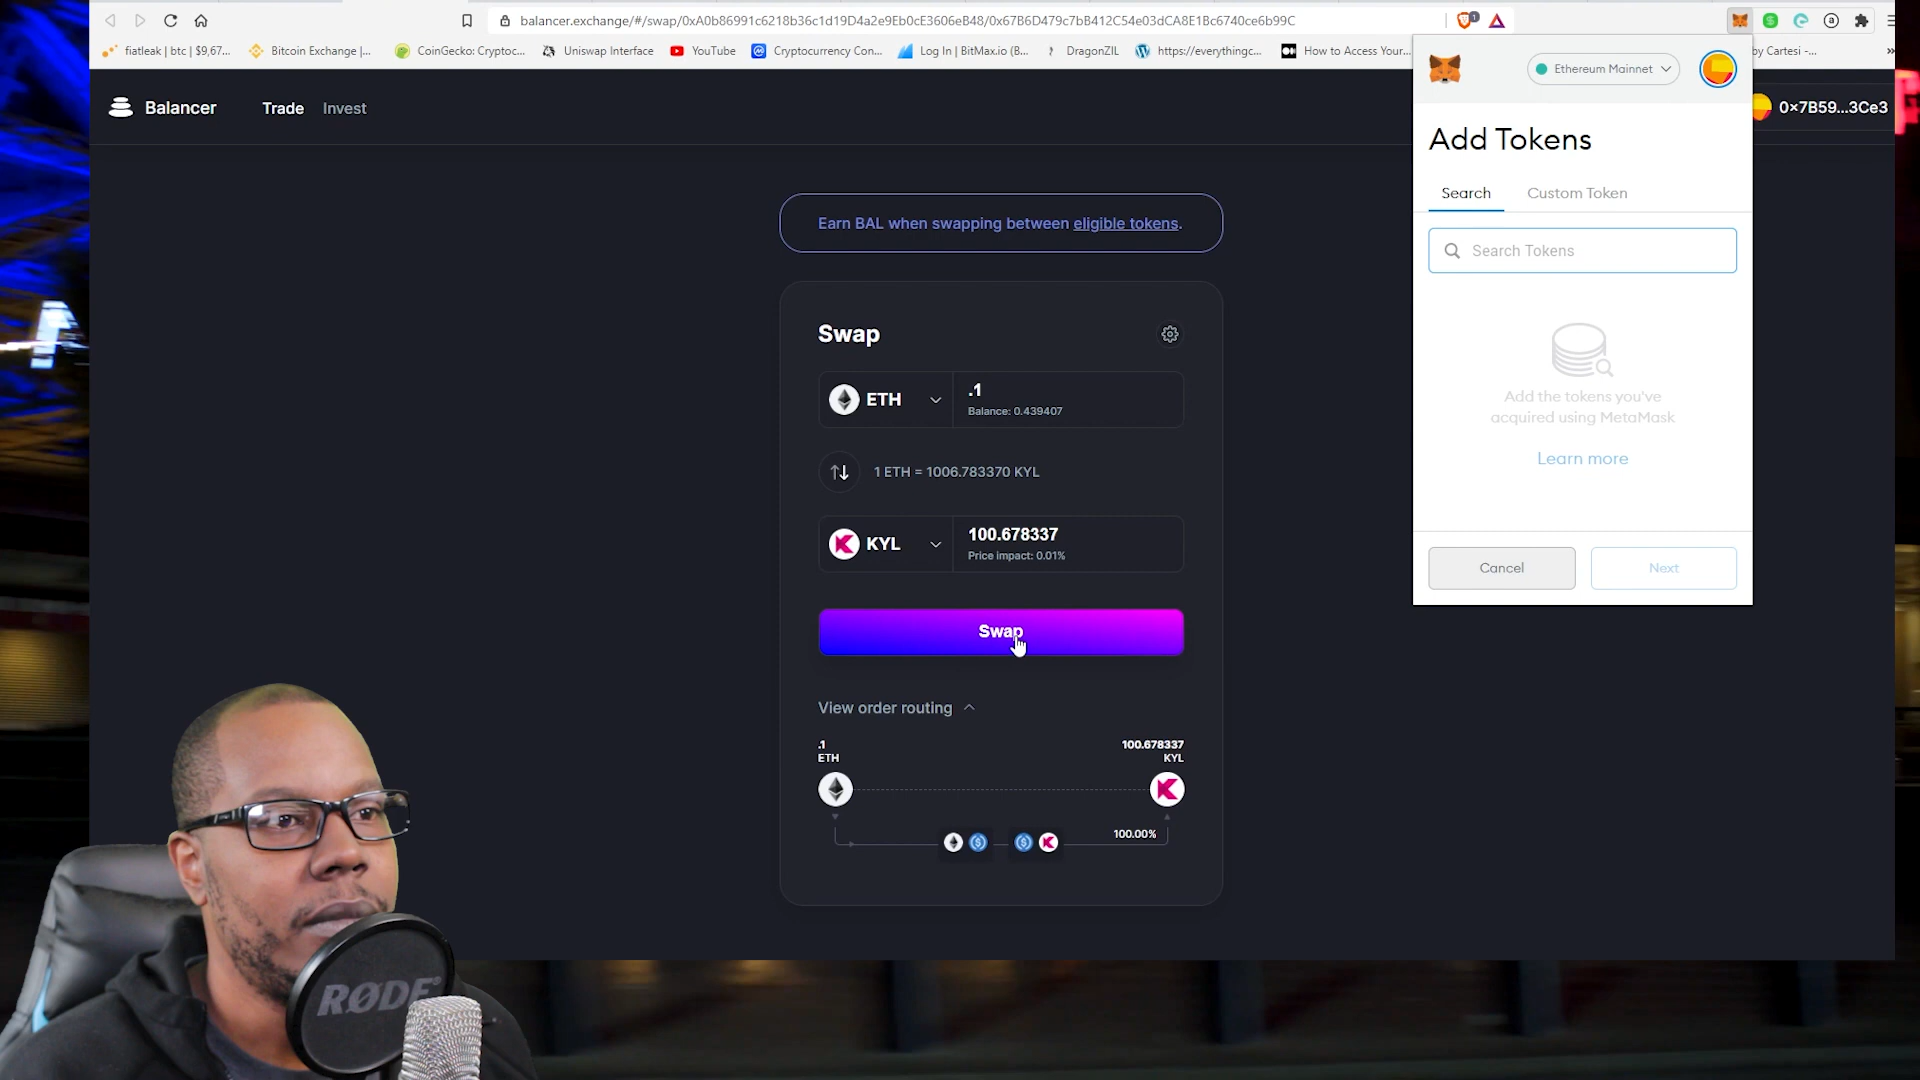 balancer.exchange/#/swap/0xA0b86991c6218b36c1d19D4a2e9Eb0cE3606eB48/0x67B6D479c7bB412C54e03dCA8E1Bc6740ce6b99C
1
fiatleak | btc | $9,67...
Bitcoin Exchange |...
CoinGecko: Cryptoc...
Uniswap Interface
YouTube
Cryptocurrency Con...
Log In | BitMax.io (B...
DragonZIL
https://everythingc...
How to Access Your...
by Cartesi -...
»
Balancer
Trade
Invest
0×7B59...3Ce3
Ethereum Mainnet
Add Tokens
Search
Custom Token
Search Tokens
Add the tokens you've
acquired using MetaMask
Learn more
Cancel
Next
Earn BAL when swapping between eligible tokens.
Swap
ETH
.1
Balance: 0.439407
1 ETH = 1006.783370 KYL
KYL
100.678337
Price impact: 0.01%
Swap
View order routing
.1
ETH
100.678337
KYL
100.00%
RØDE